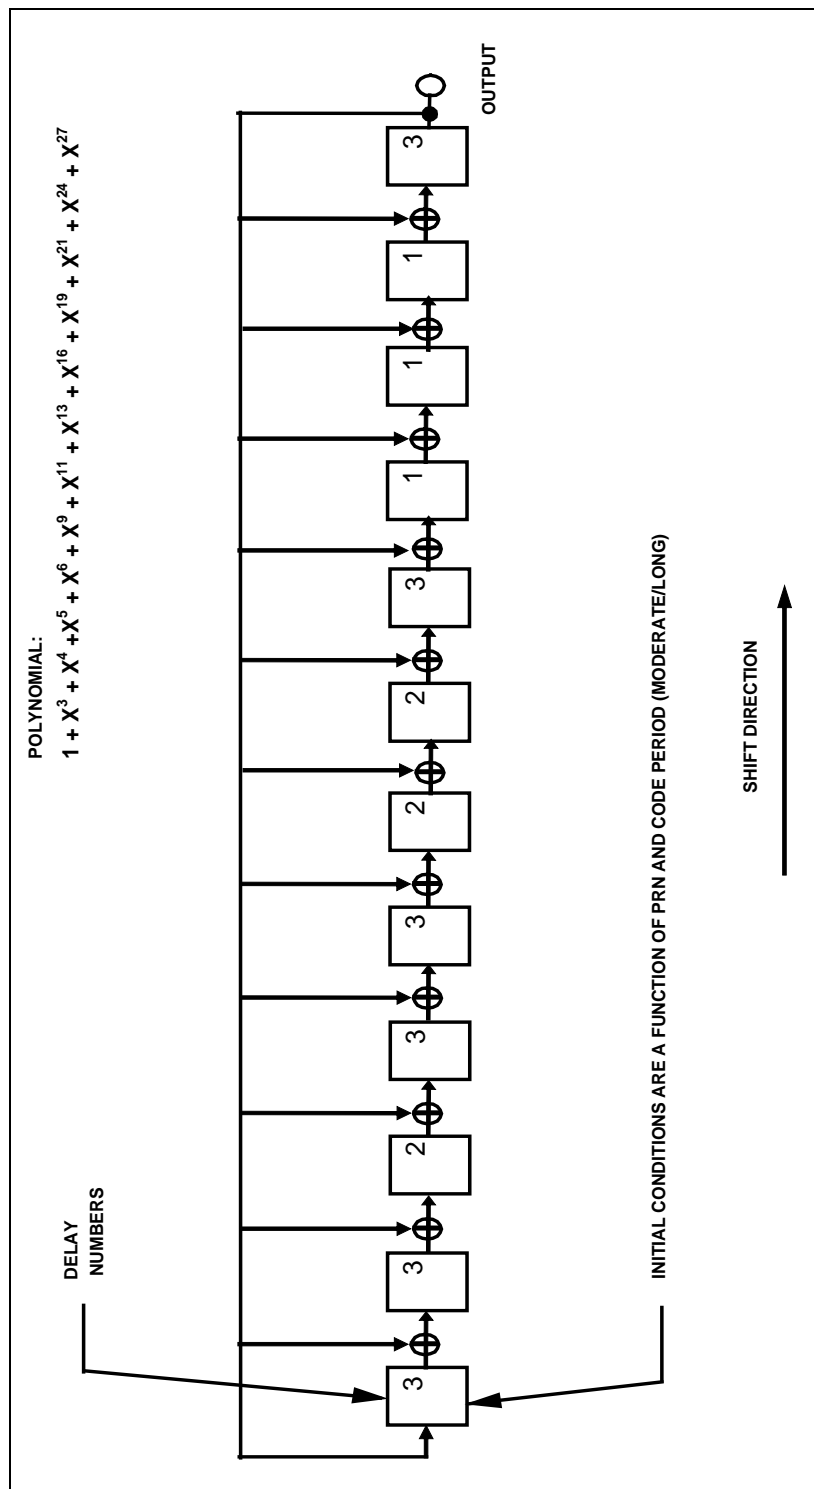 POLYNOMIAL:
1 + X³ + X⁴ +X⁵ + X⁶ + X⁹ + X¹¹ + X¹³ + X¹⁶ + X¹⁹ + X²¹ + X²⁴ + X²⁷
DELAY
NUMBERS
3 3 2 3 3 2 2 3 1 1 1 3
OUTPUT
INITIAL CONDITIONS ARE A FUNCTION OF PRN AND CODE PERIOD (MODERATE/LONG)
SHIFT DIRECTION